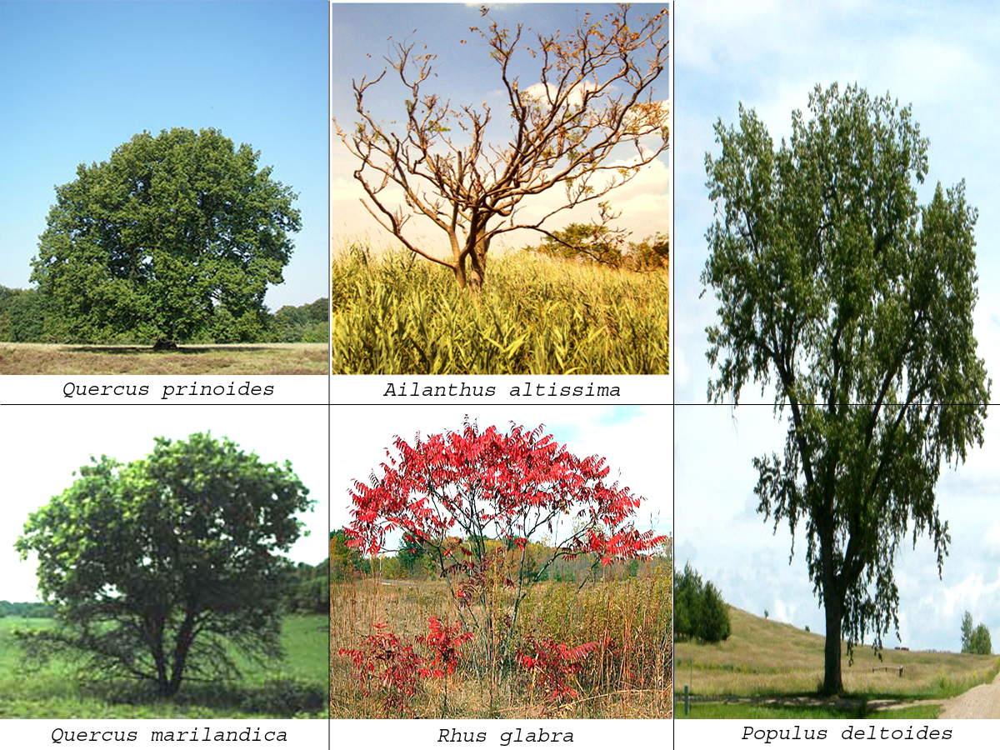 Quercus prinoides
Ailanthus altissima
Quercus marilandica
Rhus glabra
Populus deltoides